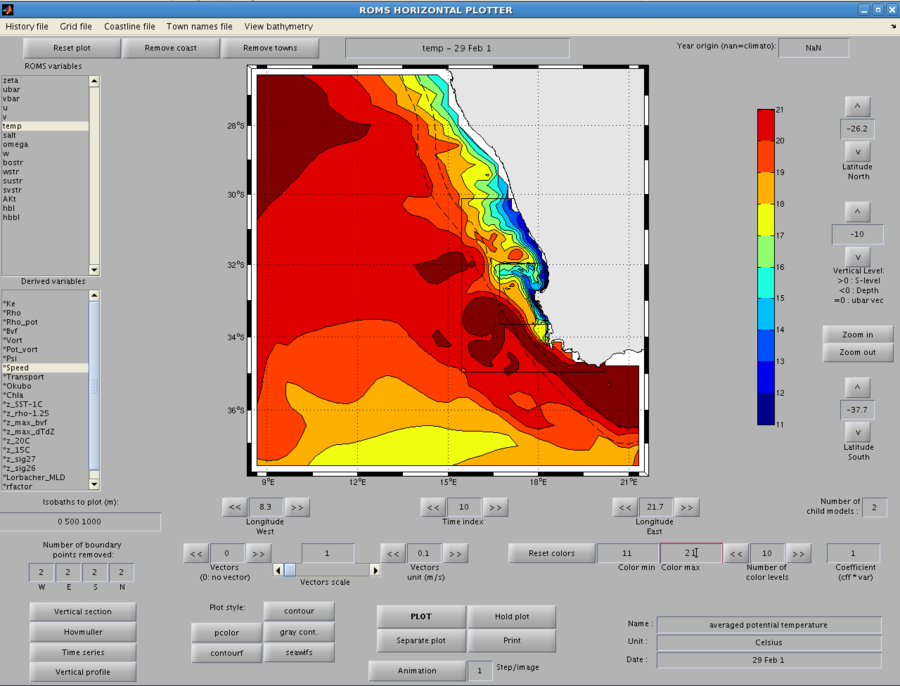 ROMS HORIZONTAL PLOTTER
History file Grid file Coastline file Town names file View bathymetry
Reset plot Remove coast Remove towns temp - 29 Feb 1 Year origin (nan=climato): NaN
ROMS variables
zeta
ubar
vbar
u
v
temp
salt
omega
w
bostr
wstr
sustr
svstr
AKt
hbl
hbbl
Derived variables
*Ke
*Rho
*Rho_pot
*Bvf
*Vort
*Pot_vort
*Psi
*Speed
*Transport
*Okubo
*Chla
*z_SST-1C
*z_rho-1.25
*z_max_bvf
*z_max_dTdZ
*z_20C
*z_15C
*z_sig27
*z_sig26
*Lorbacher_MLD
*rfactor
28°S
30°S
32°S
34°S
36°S
9°E 12°E 15°E 18°E 21°E
21
20
19
18
17
16
15
14
13
12
11
^
-26.2
v
Latitude
North
^
-10
v
Vertical Level:
>0 : S-level
<0 : Depth
=0 : ubar vec
Zoom in
Zoom out
^
-37.7
v
Latitude
South
Isobaths to plot (m):
0 500 1000
<< 8.3 >>
Longitude
West
<< 10 >>
Time index
<< 21.7 >>
Longitude
East
Number of
child models :
2
Number of boundary
points removed:
2 2 2 2
W E S N
<< 0 >>
Vectors
(0: no vector)
1
Vectors scale
<< 0.1 >>
Vectors
unit (m/s)
Reset colors 11 21 << 10 >> 1
Color min Color max
Number of
color levels
Coefficient
(cff * var)
Vertical section
Hovmuller
Time series
Vertical profile
Plot style:
contour
pcolor gray cont.
contourf seawifs
PLOT Hold plot
Separate plot Print
Animation 1 Step/image
Name : averaged potential temperature
Unit : Celsius
Date : 29 Feb 1